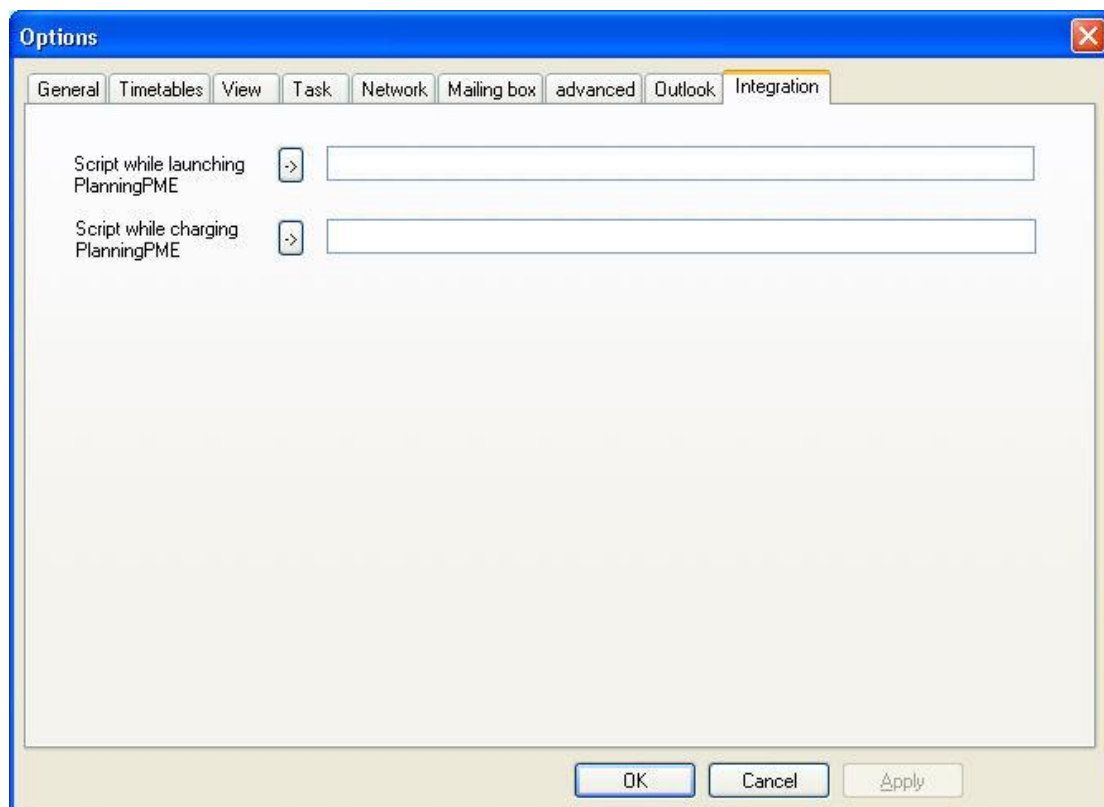 Options
General Timetables View Task Network Mailing box advanced Outlook Integration
Script while launching
PlanningPME
->
Script while charging
PlanningPME
->
OK Cancel Apply